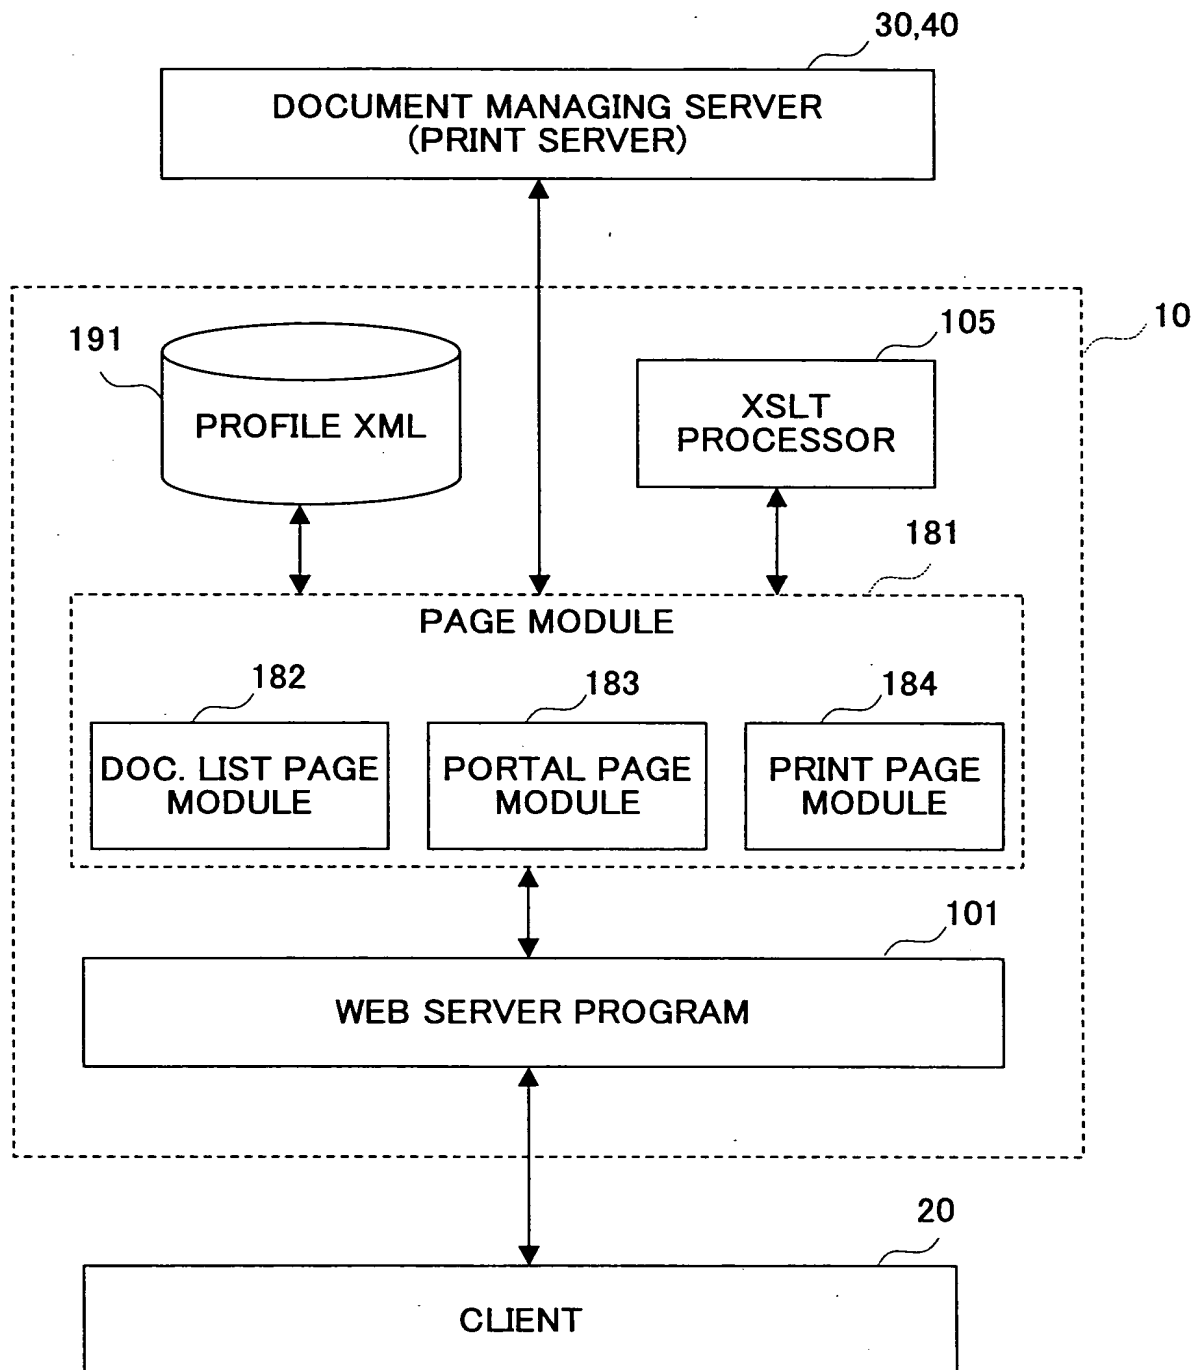 30,40
DOCUMENT MANAGING SERVER
(PRINT SERVER)
10
191
PROFILE XML
105
XSLT
PROCESSOR
181
PAGE MODULE
182
DOC. LIST PAGE
MODULE
183
PORTAL PAGE
MODULE
184
PRINT PAGE
MODULE
101
WEB SERVER PROGRAM
20
CLIENT